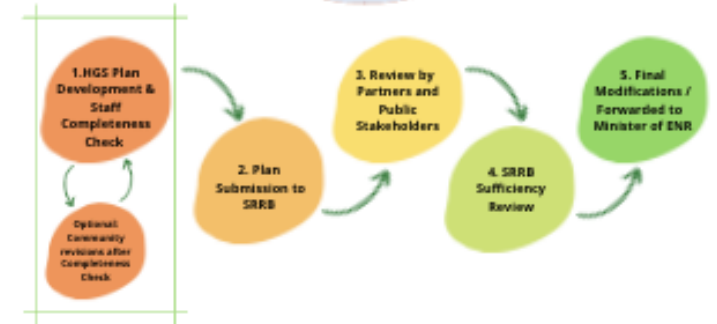 1.HGS Plan
Development &
Staff
Completeness
Check
Optional:
Community
revisions after
Completeness
Check
2. Plan
Submission to
SRRB
3. Review by
Partners and
Public
Stakeholders
4. SRRB
Sufficiency
Review
5. Final
Modifications /
Forwarded to
Minister of ENR